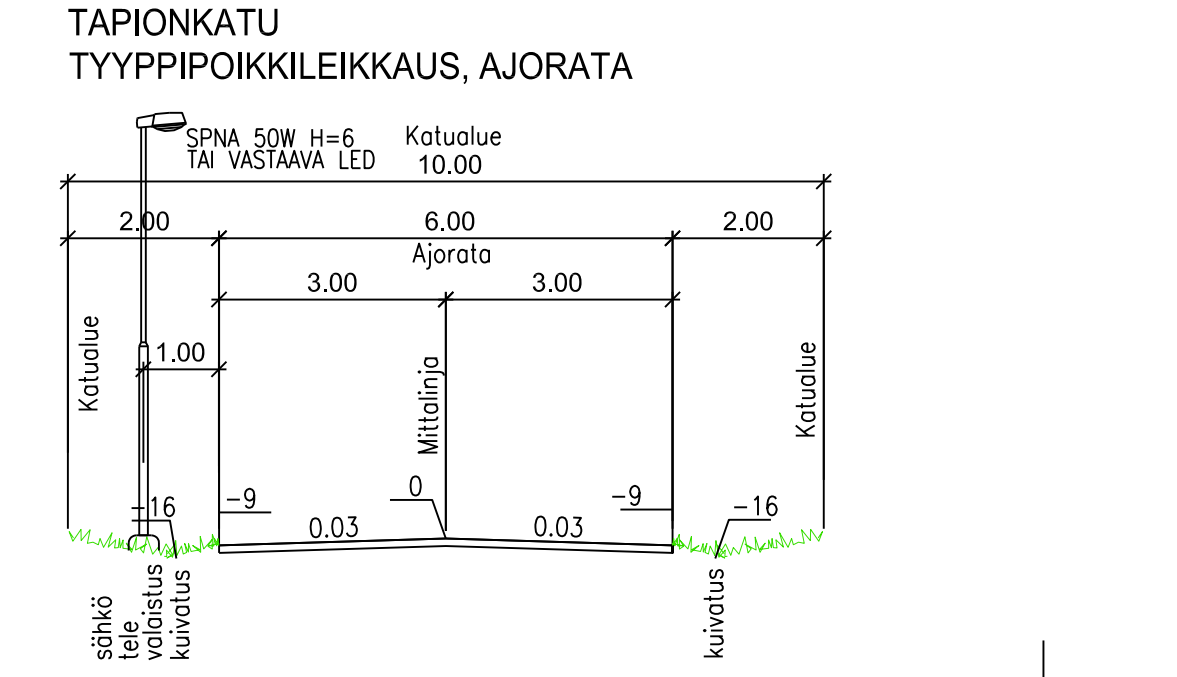 TAPIONKATU
TYYPPIPOIKKILEIKKAUS, AJORATA
SPNA 50W H=6
TAI VASTAAVA LED
Katualue
10.00
2.00
6.00
2.00
Ajorata
3.00
3.00
Katualue
1.00
Mittalinja
Katualue
-16
-9
0
-9
-16
0.03
0.03
sähkö
tele
valaistus
kuivatus
kuivatus